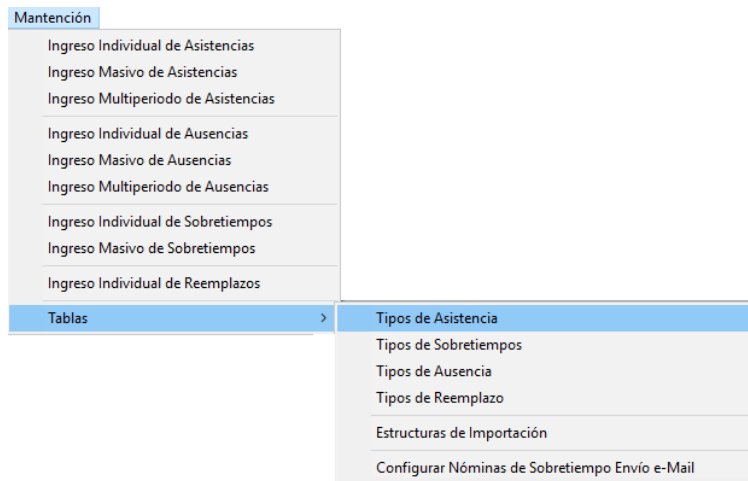 Mantención
Ingreso Individual de Asistencias
Ingreso Masivo de Asistencias
Ingreso Multiperiodo de Asistencias
Ingreso Individual de Ausencias
Ingreso Masivo de Ausencias
Ingreso Multiperiodo de Ausencias
Ingreso Individual de Sobretiempos
Ingreso Masivo de Sobretiempos
Ingreso Individual de Reemplazos
Tablas >
Tipos de Asistencia
Tipos de Sobretiempos
Tipos de Ausencia
Tipos de Reemplazo
Estructuras de Importación
Configurar Nóminas de Sobretiempo Envío e-Mail